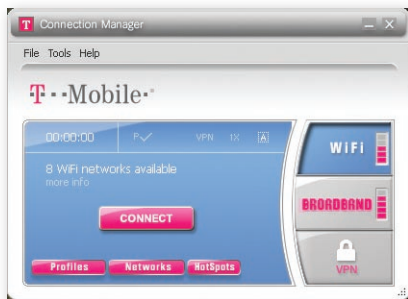 T Connection Manager
File Tools Help
T··Mobile·®
00:00:00 P✓ VPN 1X A
8 WiFi networks available
more info
CONNECT
Profiles Networks HotSpots
WiFi
BROADBAND
VPN